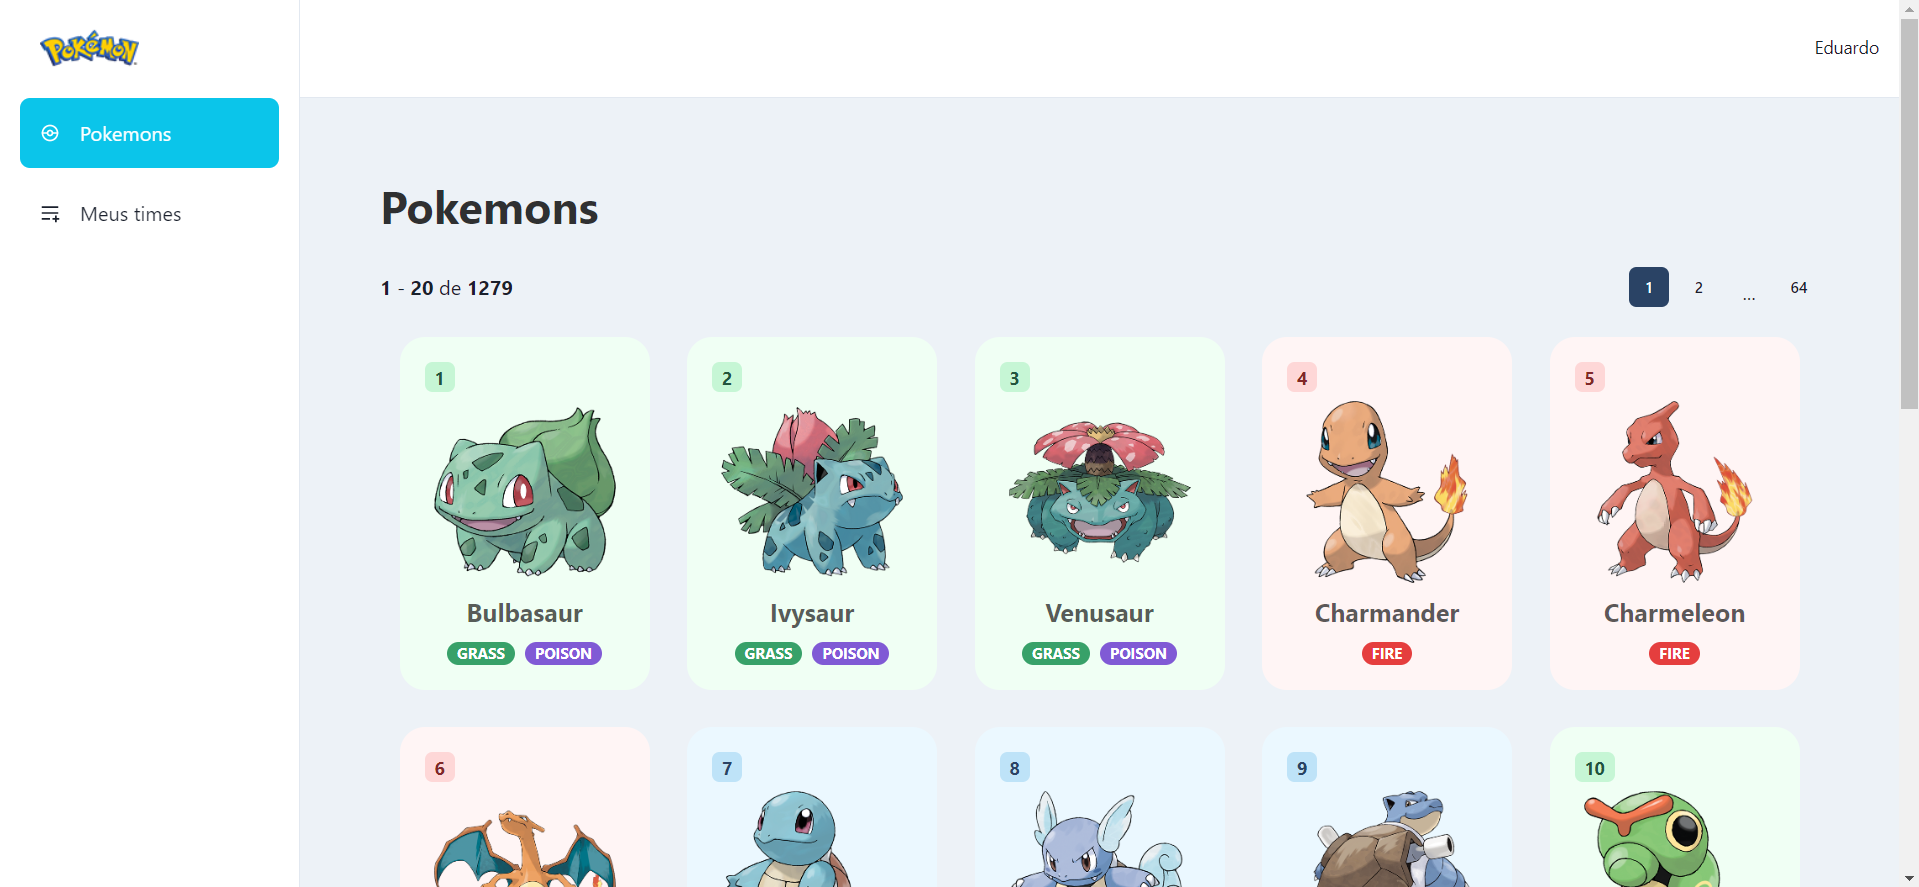 POKéMON
Eduardo
Pokemons
Meus times
Pokemons
1 - 20 de 1279
1 2 ... 64
1
2
3
4
5
Bulbasaur
GRASS POISON
Ivysaur
GRASS POISON
Venusaur
GRASS POISON
Charmander
FIRE
Charmeleon
FIRE
6
7
8
9
10